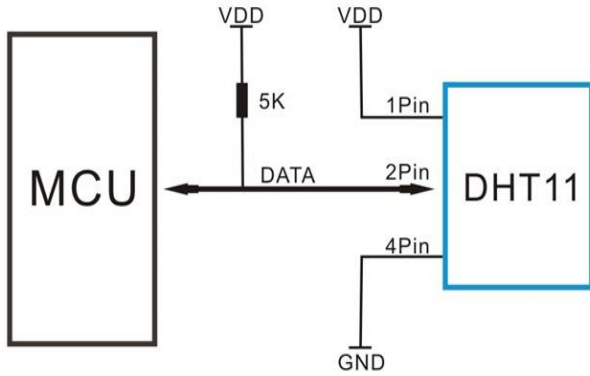 VDD
VDD
5K
1Pin
MCU
DATA
2Pin
DHT11
4Pin
GND